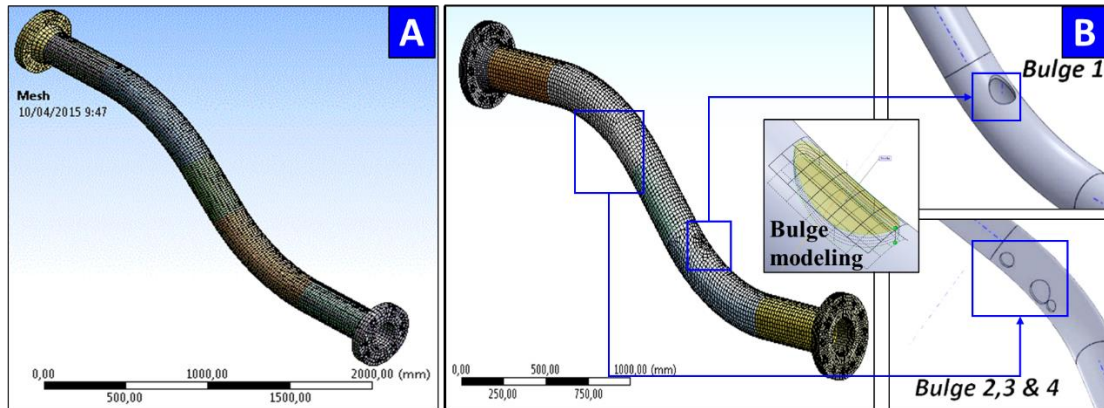 A
Mesh
10/04/2015 9:47
0,00 1000,00 2000,00 (mm)
500,00 1500,00
B
Bulge 1
Bulge
modeling
0,00 500,00 1000,00 (mm)
250,00 750,00
Bulge 2,3 & 4